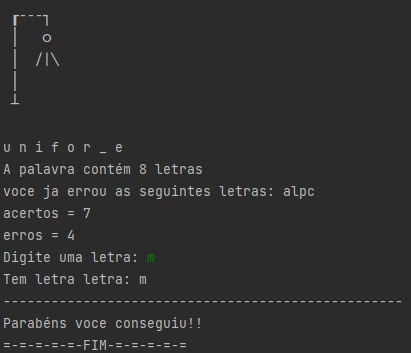 ┏---┓
|   o
|  /|\
|
┴
u n i f o r _ e
A palavra contém 8 letras
voce ja errou as seguintes letras: alpc
acertos = 7
erros = 4
Digite uma letra: m
Tem letra letra: m
--------------------------------------------------
Parabéns voce conseguiu!!
=-=-=-=-=-FIM-=-=-=-=-=